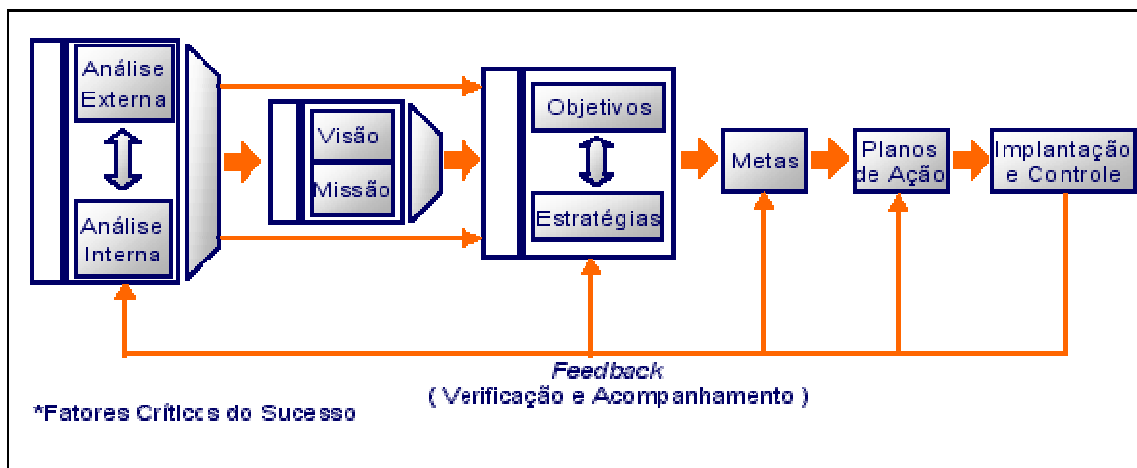 Análise
Externa
Análise
Interna
Visão
Missão
Objetivos
Estratégias
Metas
Planos
de Ação
Implantação
e Controle
Feedback
( Verificação e Acompanhamento )
*Fatores Críticos do Sucesso